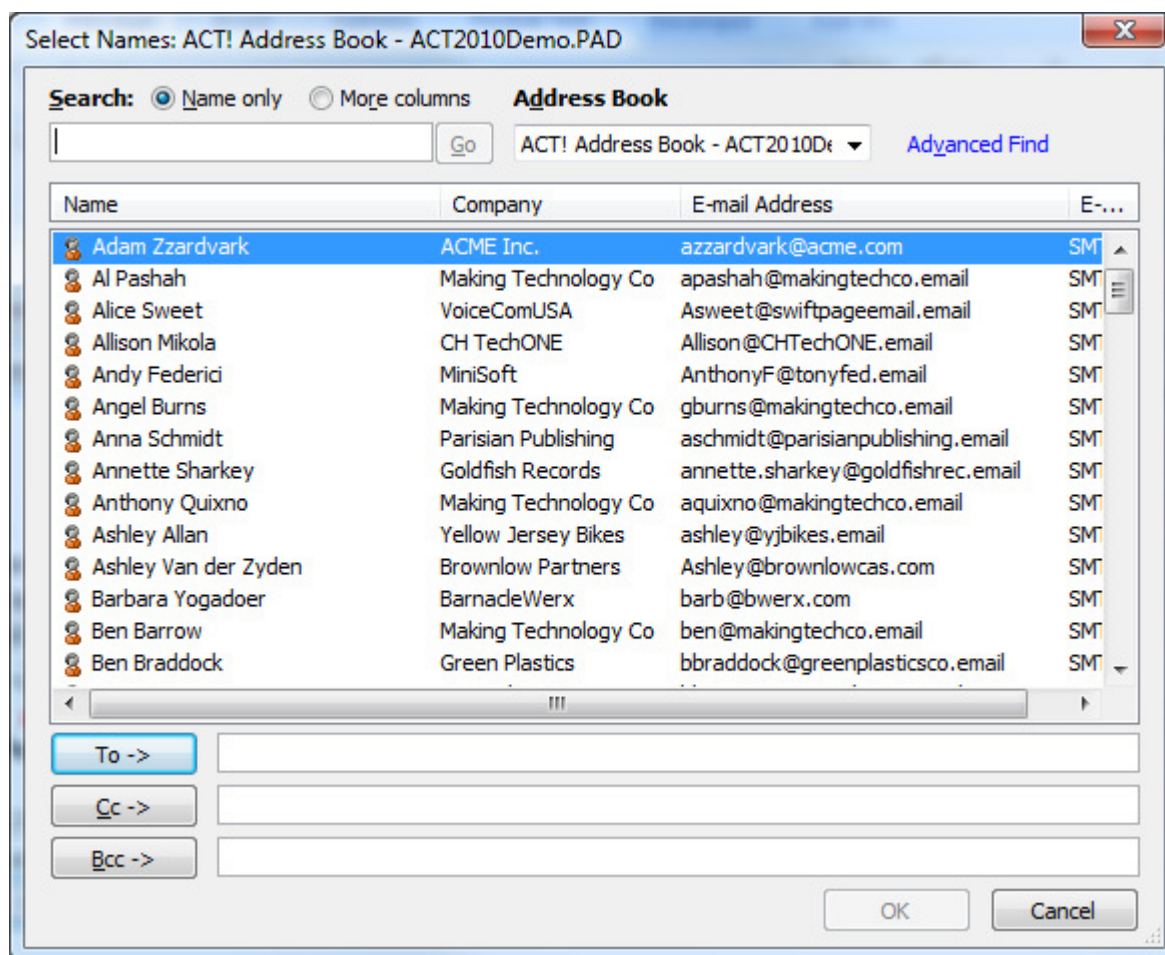 Select Names: ACT! Address Book - ACT2010Demo.PAD
Search: Name only More columns Address Book
Go ACT! Address Book - ACT2010De Advanced Find
Name Company E-mail Address E-...
Adam Zzardvark ACME Inc. azzardvark@acme.com SMT
Al Pashah Making Technology Co apashah@makingtechco.email SMT
Alice Sweet VoiceComUSA Asweet@swiftpageemail.email SMT
Allison Mikola CH TechONE Allison@CHTechONE.email SMT
Andy Federici MiniSoft AnthonyF@tonyfed.email SMT
Angel Burns Making Technology Co gburns@makingtechco.email SMT
Anna Schmidt Parisian Publishing aschmidt@parisianpublishing.email SMT
Annette Sharkey Goldfish Records annette.sharkey@goldfishrec.email SMT
Anthony Quixno Making Technology Co aquixno@makingtechco.email SMT
Ashley Allan Yellow Jersey Bikes ashley@yjbikes.email SMT
Ashley Van der Zyden Brownlow Partners Ashley@brownlowcas.com SMT
Barbara Yogadoer BarnacleWerx barb@bwerx.com SMT
Ben Barrow Making Technology Co ben@makingtechco.email SMT
Ben Braddock Green Plastics bbraddock@greenplasticsco.email SMT
To ->
Cc ->
Bcc ->
OK Cancel